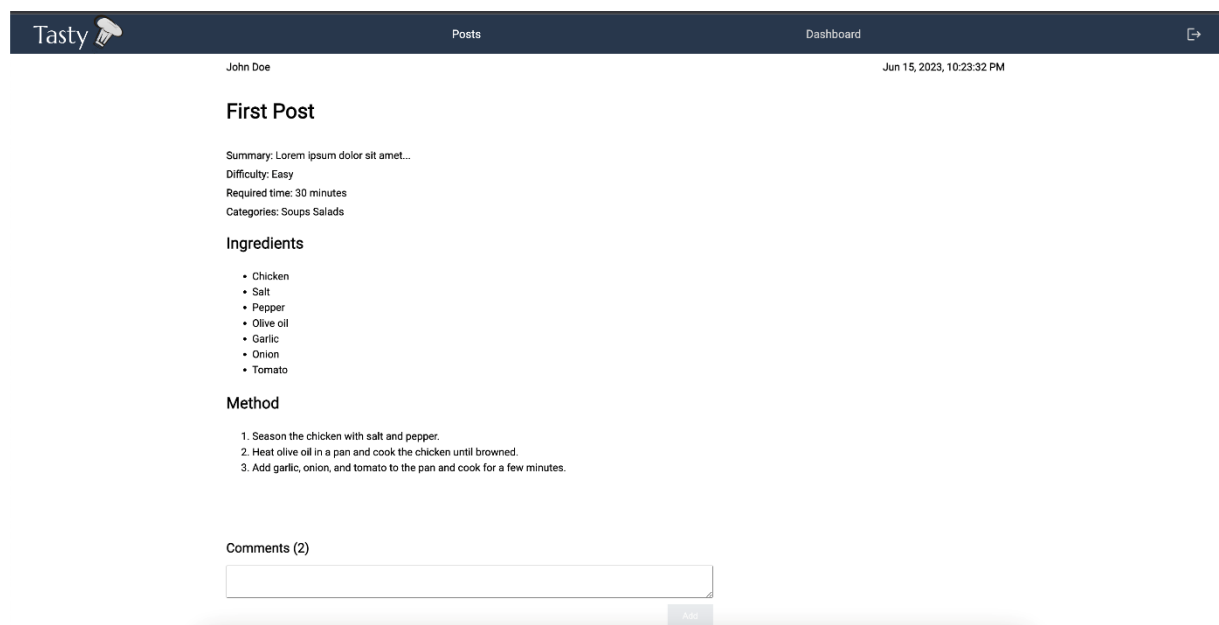 Tasty
Posts
Dashboard
John Doe
Jun 15, 2023, 10:23:32 PM
First Post
Summary: Lorem ipsum dolor sit amet...
Difficulty: Easy
Required time: 30 minutes
Categories: Soups Salads
Ingredients
• Chicken
• Salt
• Pepper
• Olive oil
• Garlic
• Onion
• Tomato
Method
1. Season the chicken with salt and pepper.
2. Heat olive oil in a pan and cook the chicken until browned.
3. Add garlic, onion, and tomato to the pan and cook for a few minutes.
Comments (2)
Add